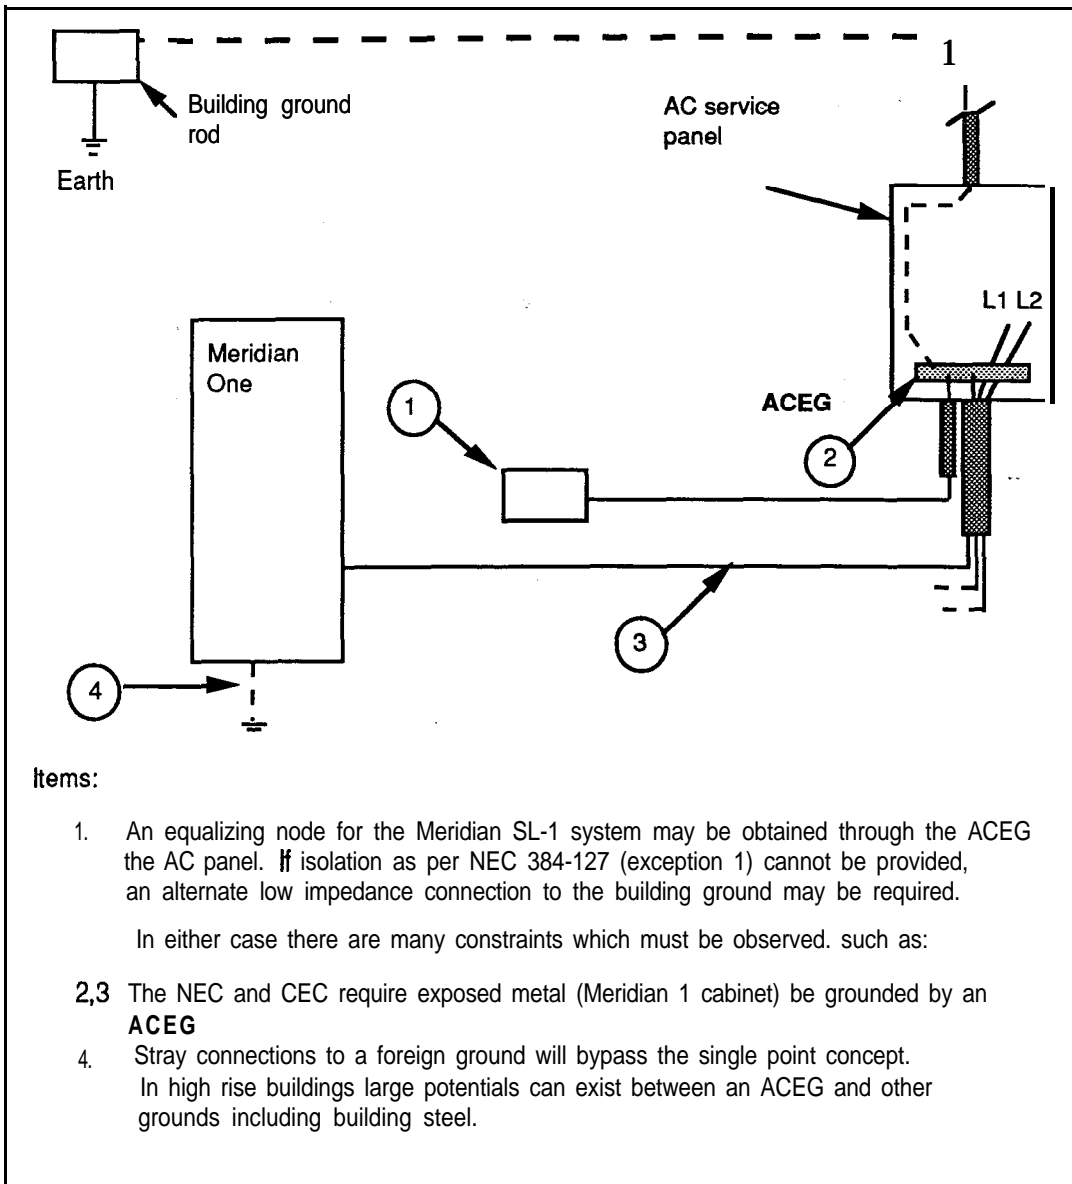 1
Building ground
rod
Earth
AC service
panel
L1 L2
Meridian
One
1
ACEG
2
3
4
Items:
1. An equalizing node for the Meridian SL-1 system may be obtained through the ACEG
the AC panel. If isolation as per NEC 384-127 (exception 1) cannot be provided,
an alternate low impedance connection to the building ground may be required.
In either case there are many constraints which must be observed. such as:
2,3 The NEC and CEC require exposed metal (Meridian 1 cabinet) be grounded by an
ACEG
4. Stray connections to a foreign ground will bypass the single point concept.
In high rise buildings large potentials can exist between an ACEG and other
grounds including building steel.